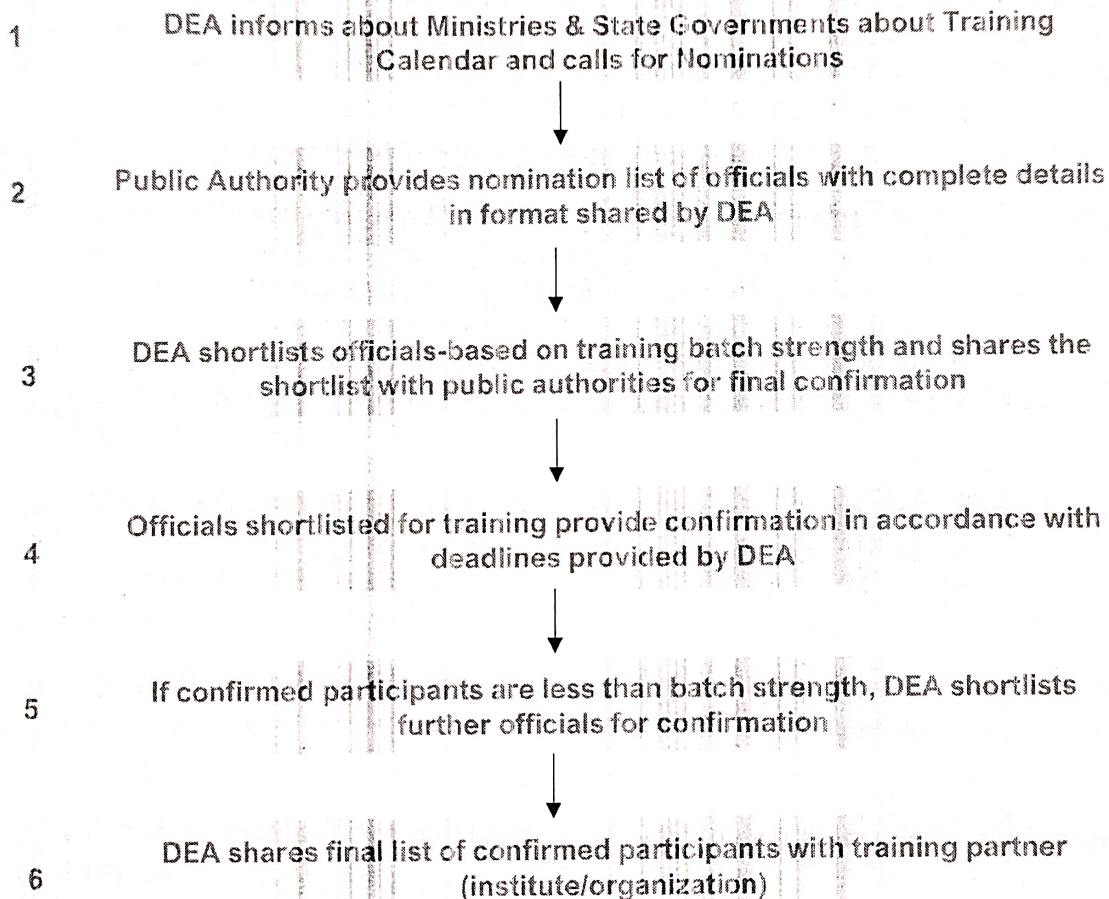 1
DEA informs about Ministries & State Governments about Training
Calendar and calls for Nominations
2
Public Authority provides nomination list of officials with complete details
in format shared by DEA
3
DEA shortlists officials-based on training batch strength and shares the
shortlist with public authorities for final confirmation
4
Officials shortlisted for training provide confirmation in accordance with
deadlines provided by DEA
5
If confirmed participants are less than batch strength, DEA shortlists
further officials for confirmation
6
DEA shares final list of confirmed participants with training partner
(institute/organization)